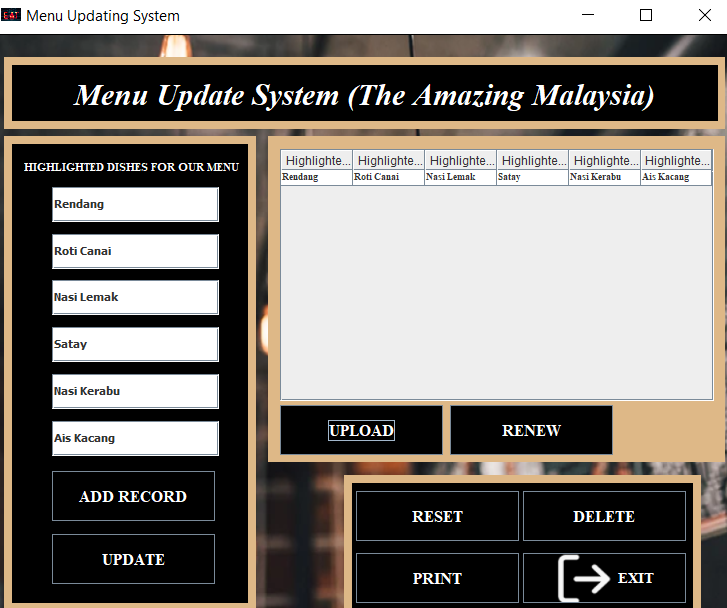 Menu Updating System
Menu Update System (The Amazing Malaysia)
HIGHLIGHTED DISHES FOR OUR MENU
Rendang
Roti Canai
Nasi Lemak
Satay
Nasi Kerabu
Ais Kacang
ADD RECORD
UPDATE
Highlighte... Highlighte... Highlighte... Highlighte... Highlighte... Highlighte...
Rendang Roti Canai Nasi Lemak Satay Nasi Kerabu Ais Kacang
UPLOAD RENEW
RESET DELETE
PRINT EXIT